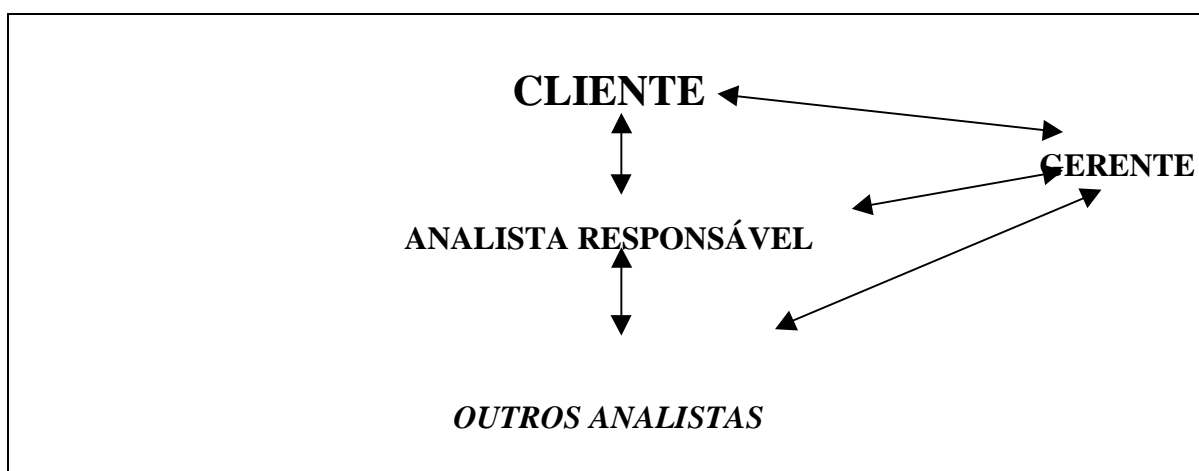 CLIENTE
GERENTE
ANALISTA RESPONSÁVEL
OUTROS ANALISTAS